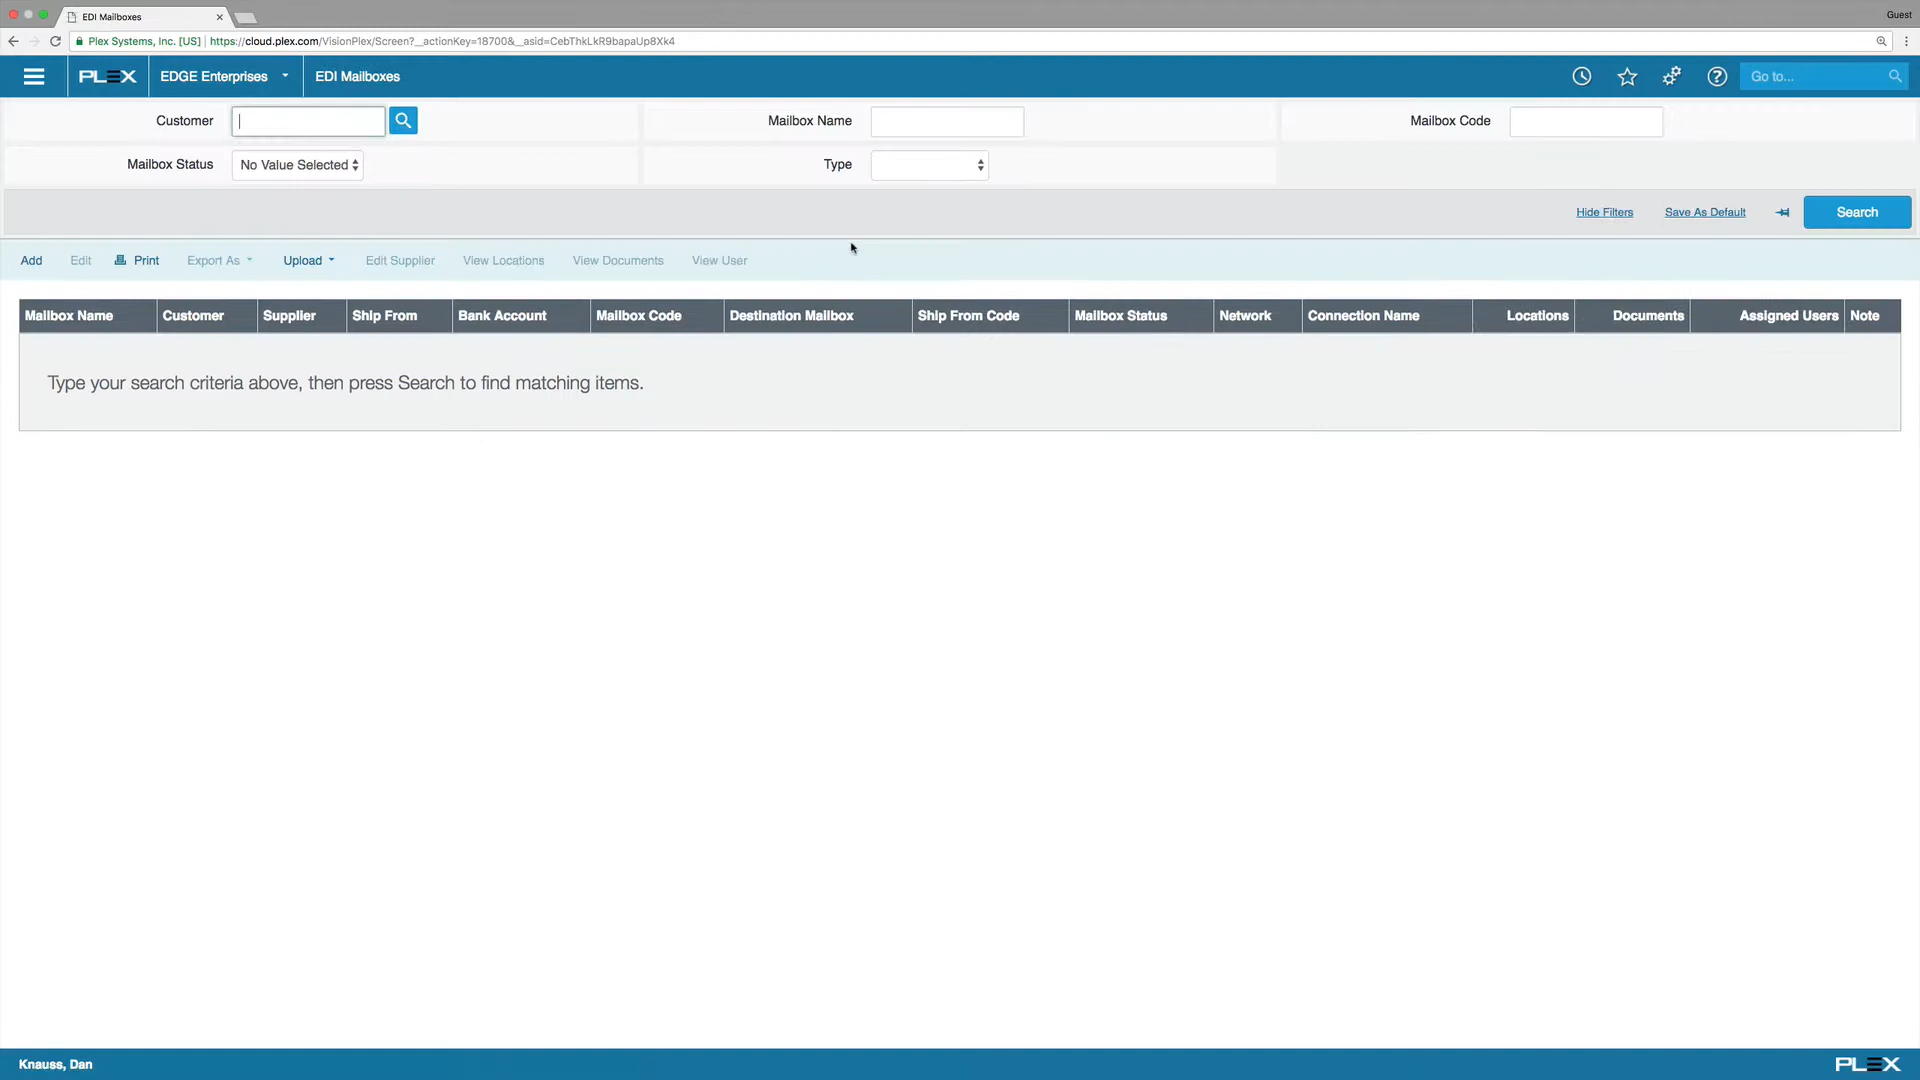 EDI Mailboxes
Guest
Plex Systems, Inc. [US] | https://cloud.plex.com/VisionPlex/Screen?__actionKey=18700&__asid=CebThkLkR9bapaUp8Xk4
PLEX EDGE Enterprises EDI Mailboxes Go to...
Customer Mailbox Name Mailbox Code
Mailbox Status No Value Selected Type
Hide Filters Save As Default Search
Add Edit Print Export As Upload Edit Supplier View Locations View Documents View User
Mailbox Name Customer Supplier Ship From Bank Account Mailbox Code Destination Mailbox Ship From Code Mailbox Status Network Connection Name Locations Documents Assigned Users Note
Type your search criteria above, then press Search to find matching items.
Knauss, Dan PLEX